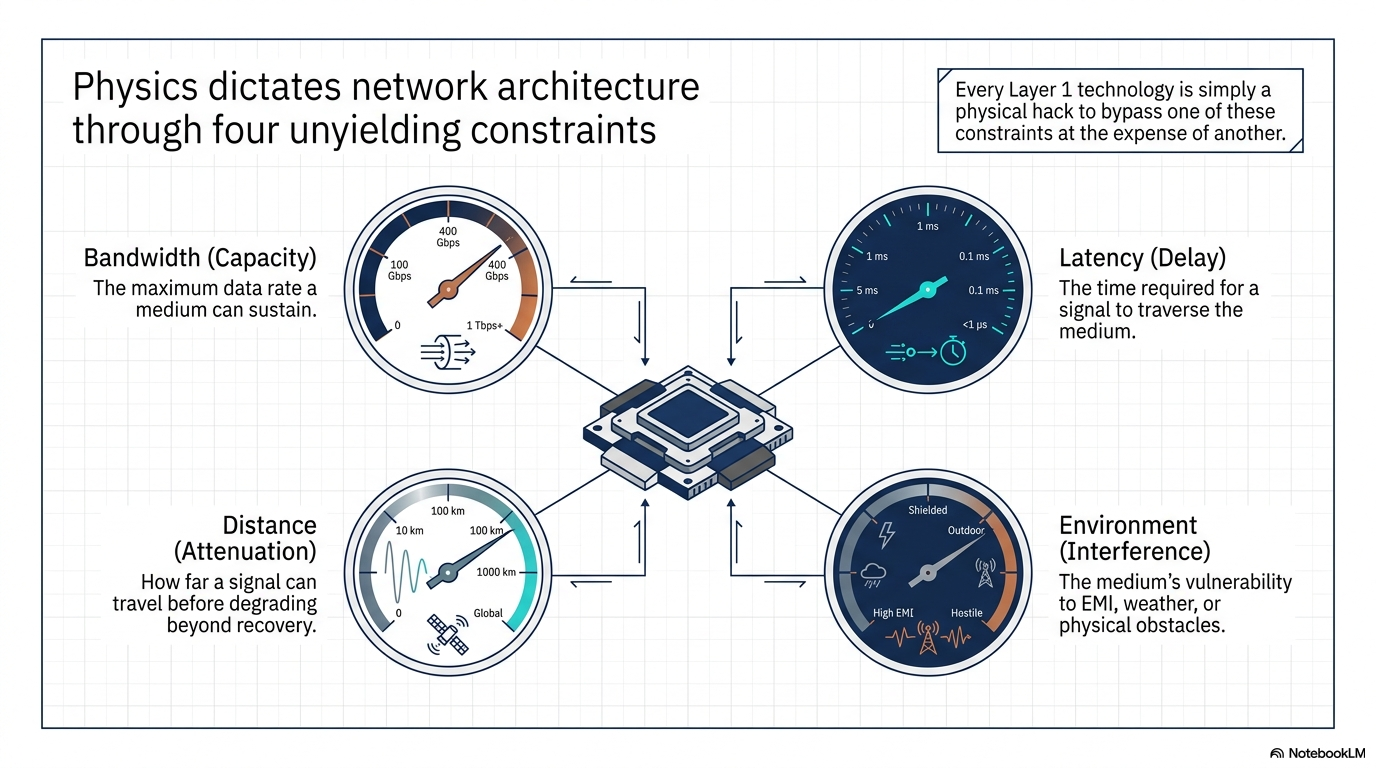 Physics dictates network architecture
through four unyielding constraints
Every Layer 1 technology is simply a
physical hack to bypass one of these
constraints at the expense of another.
Bandwidth (Capacity)
The maximum data rate a
medium can sustain.
0
100
Gbps
400
Gbps
400
Gbps
1 Tbps+
Latency (Delay)
The time required for a
signal to traverse the
medium.
0
5 ms
1 ms
1 ms
0.1 ms
0.1 ms
<1 µs
Distance
(Attenuation)
How far a signal can
travel before degrading
beyond recovery.
0
10 km
100 km
100 km
1000 km
Global
Environment
(Interference)
The medium's vulnerability
to EMI, weather, or
physical obstacles.
High EMI
Shielded
Outdoor
Hostile
NotebookLM